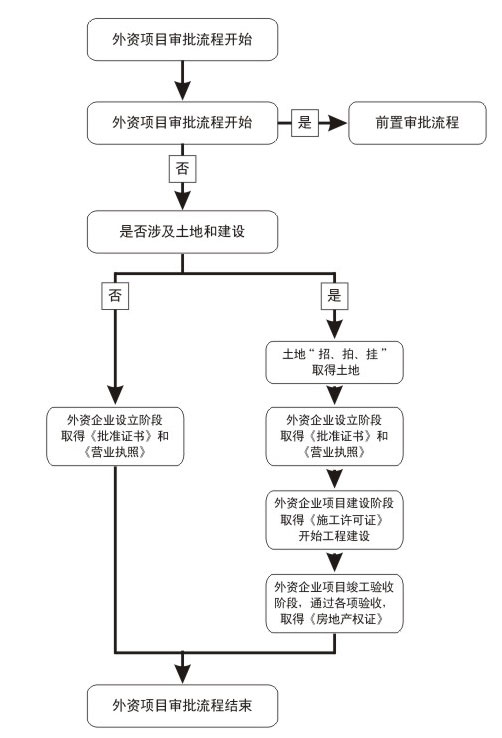 外资项目审批流程开始
外资项目审批流程开始
是
前置审批流程
否
是否涉及土地和建设
否
是
土地“招、拍、挂”
取得土地
外资企业设立阶段
取得《批准证书》和
《营业执照》
外资企业设立阶段
取得《批准证书》和
《营业执照》
外资企业项目建设阶段
取得《施工许可证》
开始工程建设
外资企业项目竣工验收
阶段，通过各项验收，
取得《房地产权证》
外资项目审批流程结束